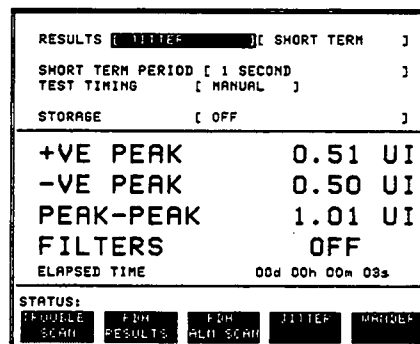 RESULTS [ JITTER ][ SHORT TERM ]
SHORT TERM PERIOD [ 1 SECOND ]
TEST TIMING [ MANUAL ]
STORAGE [ OFF ]
+VE PEAK 0.51 UI
-VE PEAK 0.50 UI
PEAK-PEAK 1.01 UI
FILTERS OFF
ELAPSED TIME 00d 00h 00m 03s
STATUS:
TROUBLE PDH PDH JITTER WANDER
SCAN RESULTS ALM SCAN